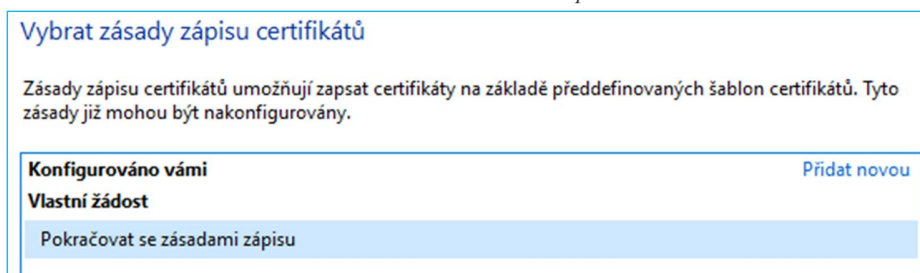 Vybrat zásady zápisu certifikátů
Zásady zápisu certifikátů umožňují zapsat certifikáty na základě předdefinovaných šablon certifikátů. Tyto
zásady již mohou být nakonfigurovány.
Konfigurováno vámi Přidat novou
Vlastní žádost
Pokračovat se zásadami zápisu